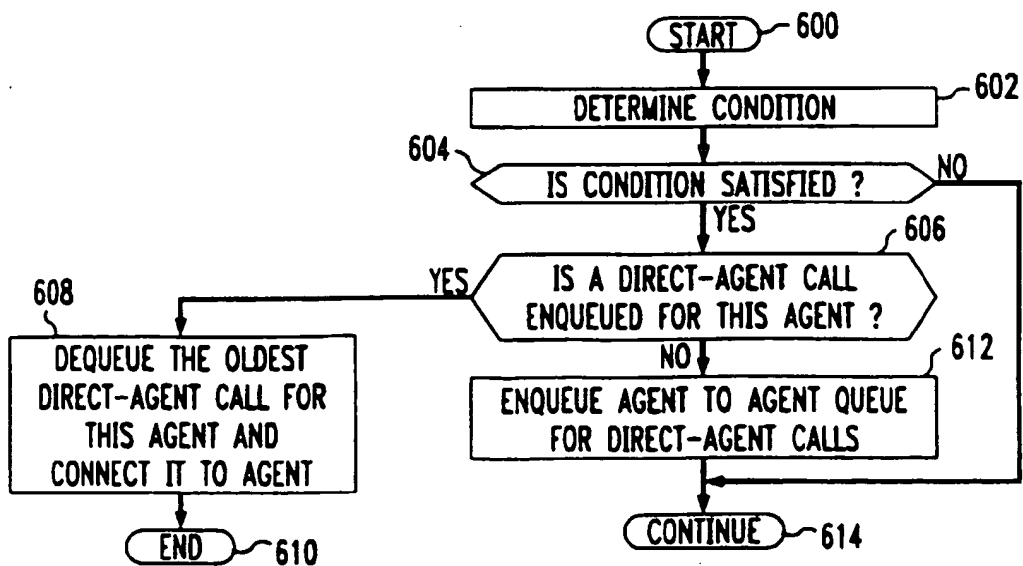 START
600
DETERMINE CONDITION
602
604
IS CONDITION SATISFIED ?
NO
YES
606
IS A DIRECT-AGENT CALL
ENQUEUED FOR THIS AGENT ?
YES
608
DEQUEUE THE OLDEST
DIRECT-AGENT CALL FOR
THIS AGENT AND
CONNECT IT TO AGENT
END
610
NO
612
ENQUEUE AGENT TO AGENT QUEUE
FOR DIRECT-AGENT CALLS
CONTINUE
614